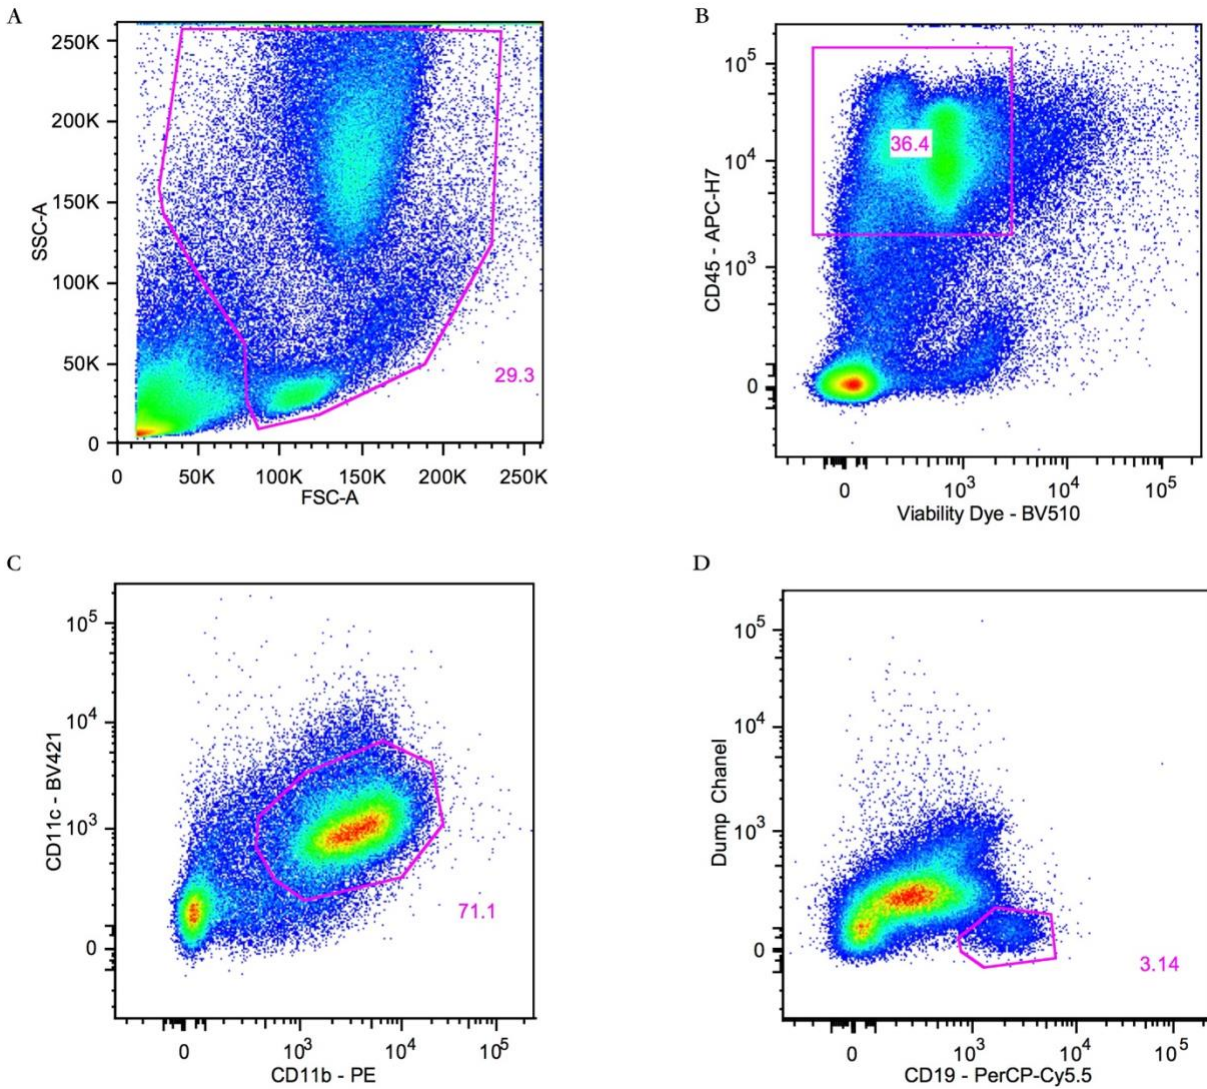 A
250K
200K
150K
100K
50K
0
SSC-A
29.3
0
50K
100K
150K
200K
250K
FSC-A
B
10^5
10^4
10^3
0
CD45 - APC-H7
36.4
0
10^3
10^4
10^5
Viability Dye - BV510
C
10^5
10^4
10^3
0
CD11c - BV421
71.1
0
10^3
10^4
10^5
CD11b - PE
D
10^5
10^4
10^3
0
Dump Chanel
3.14
0
10^3
10^4
10^5
CD19 - PerCP-Cy5.5